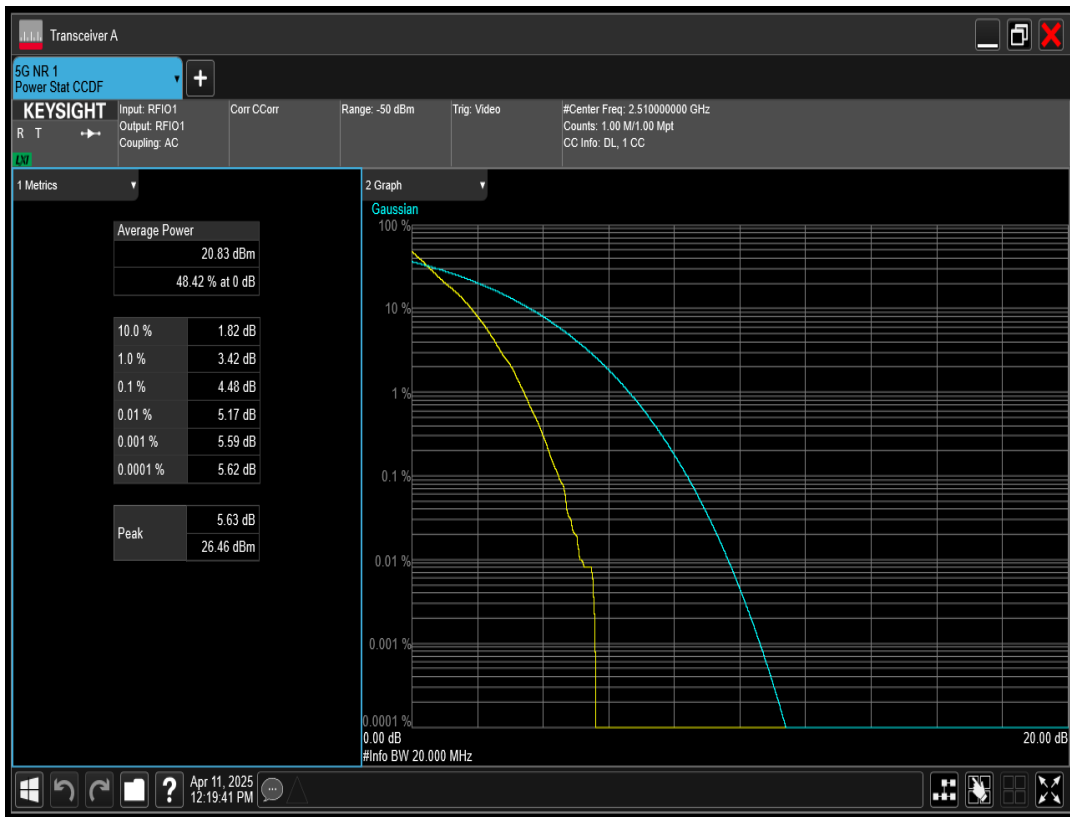 Transceiver A
5G NR 1
Power Stat CCDF
+
KEYSIGHT
R T
LXI
Input: RFIO1
Output: RFIO1
Coupling: AC
Corr CCorr
Range: -50 dBm
Trig: Video
#Center Freq: 2.510000000 GHz
Counts: 1.00 M/1.00 Mpt
CC Info: DL, 1 CC
1 Metrics
Average Power
20.83 dBm
48.42 % at 0 dB
10.0 % 1.82 dB
1.0 % 3.42 dB
0.1 % 4.48 dB
0.01 % 5.17 dB
0.001 % 5.59 dB
0.0001 % 5.62 dB
Peak
5.63 dB
26.46 dBm
2 Graph
Gaussian
100 %
10 %
1 %
0.1 %
0.01 %
0.001 %
0.0001 %
0.00 dB
20.00 dB
#Info BW 20.000 MHz
?
Apr 11, 2025
12:19:41 PM